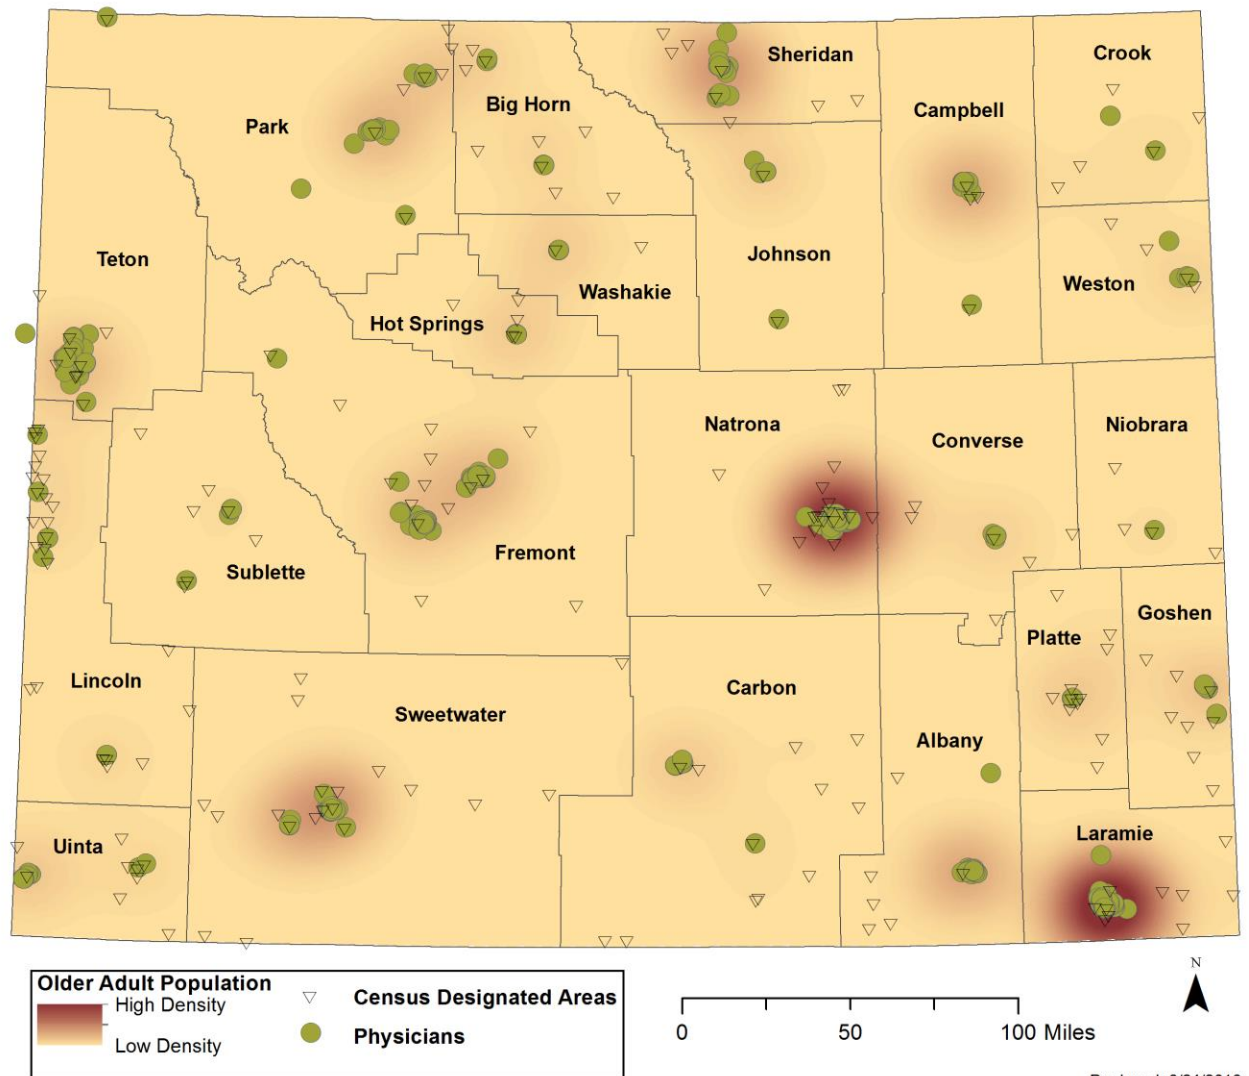 Sheridan
Crook
Big Horn
Campbell
Park
Teton
Johnson
Washakie
Weston
Hot Springs
Natrona
Converse
Niobrara
Fremont
Sublette
Goshen
Platte
Lincoln
Carbon
Sweetwater
Albany
Laramie
Uinta
Older Adult Population
High Density
Low Density
Census Designated Areas
Physicians
0 50 100 Miles
N